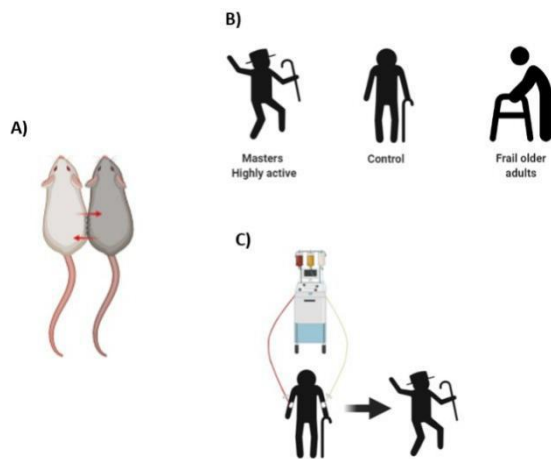 B)
Masters
Highly active
Control
Frail older
adults
A)
C)